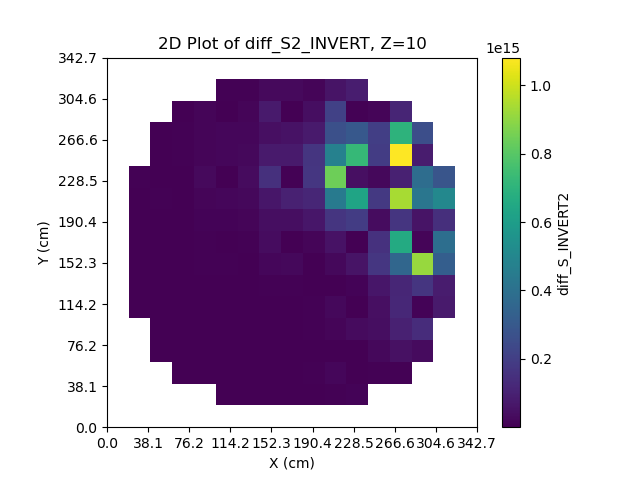 2D Plot of diff_S2_INVERT, Z=10
1e15
342.7
304.6
266.6
228.5
190.4
152.3
114.2
76.2
38.1
0.0
Y (cm)
0.0 38.1 76.2 114.2 152.3 190.4 228.5 266.6 304.6 342.7
X (cm)
1.0
0.8
0.6
0.4
0.2
diff_S_INVERT2